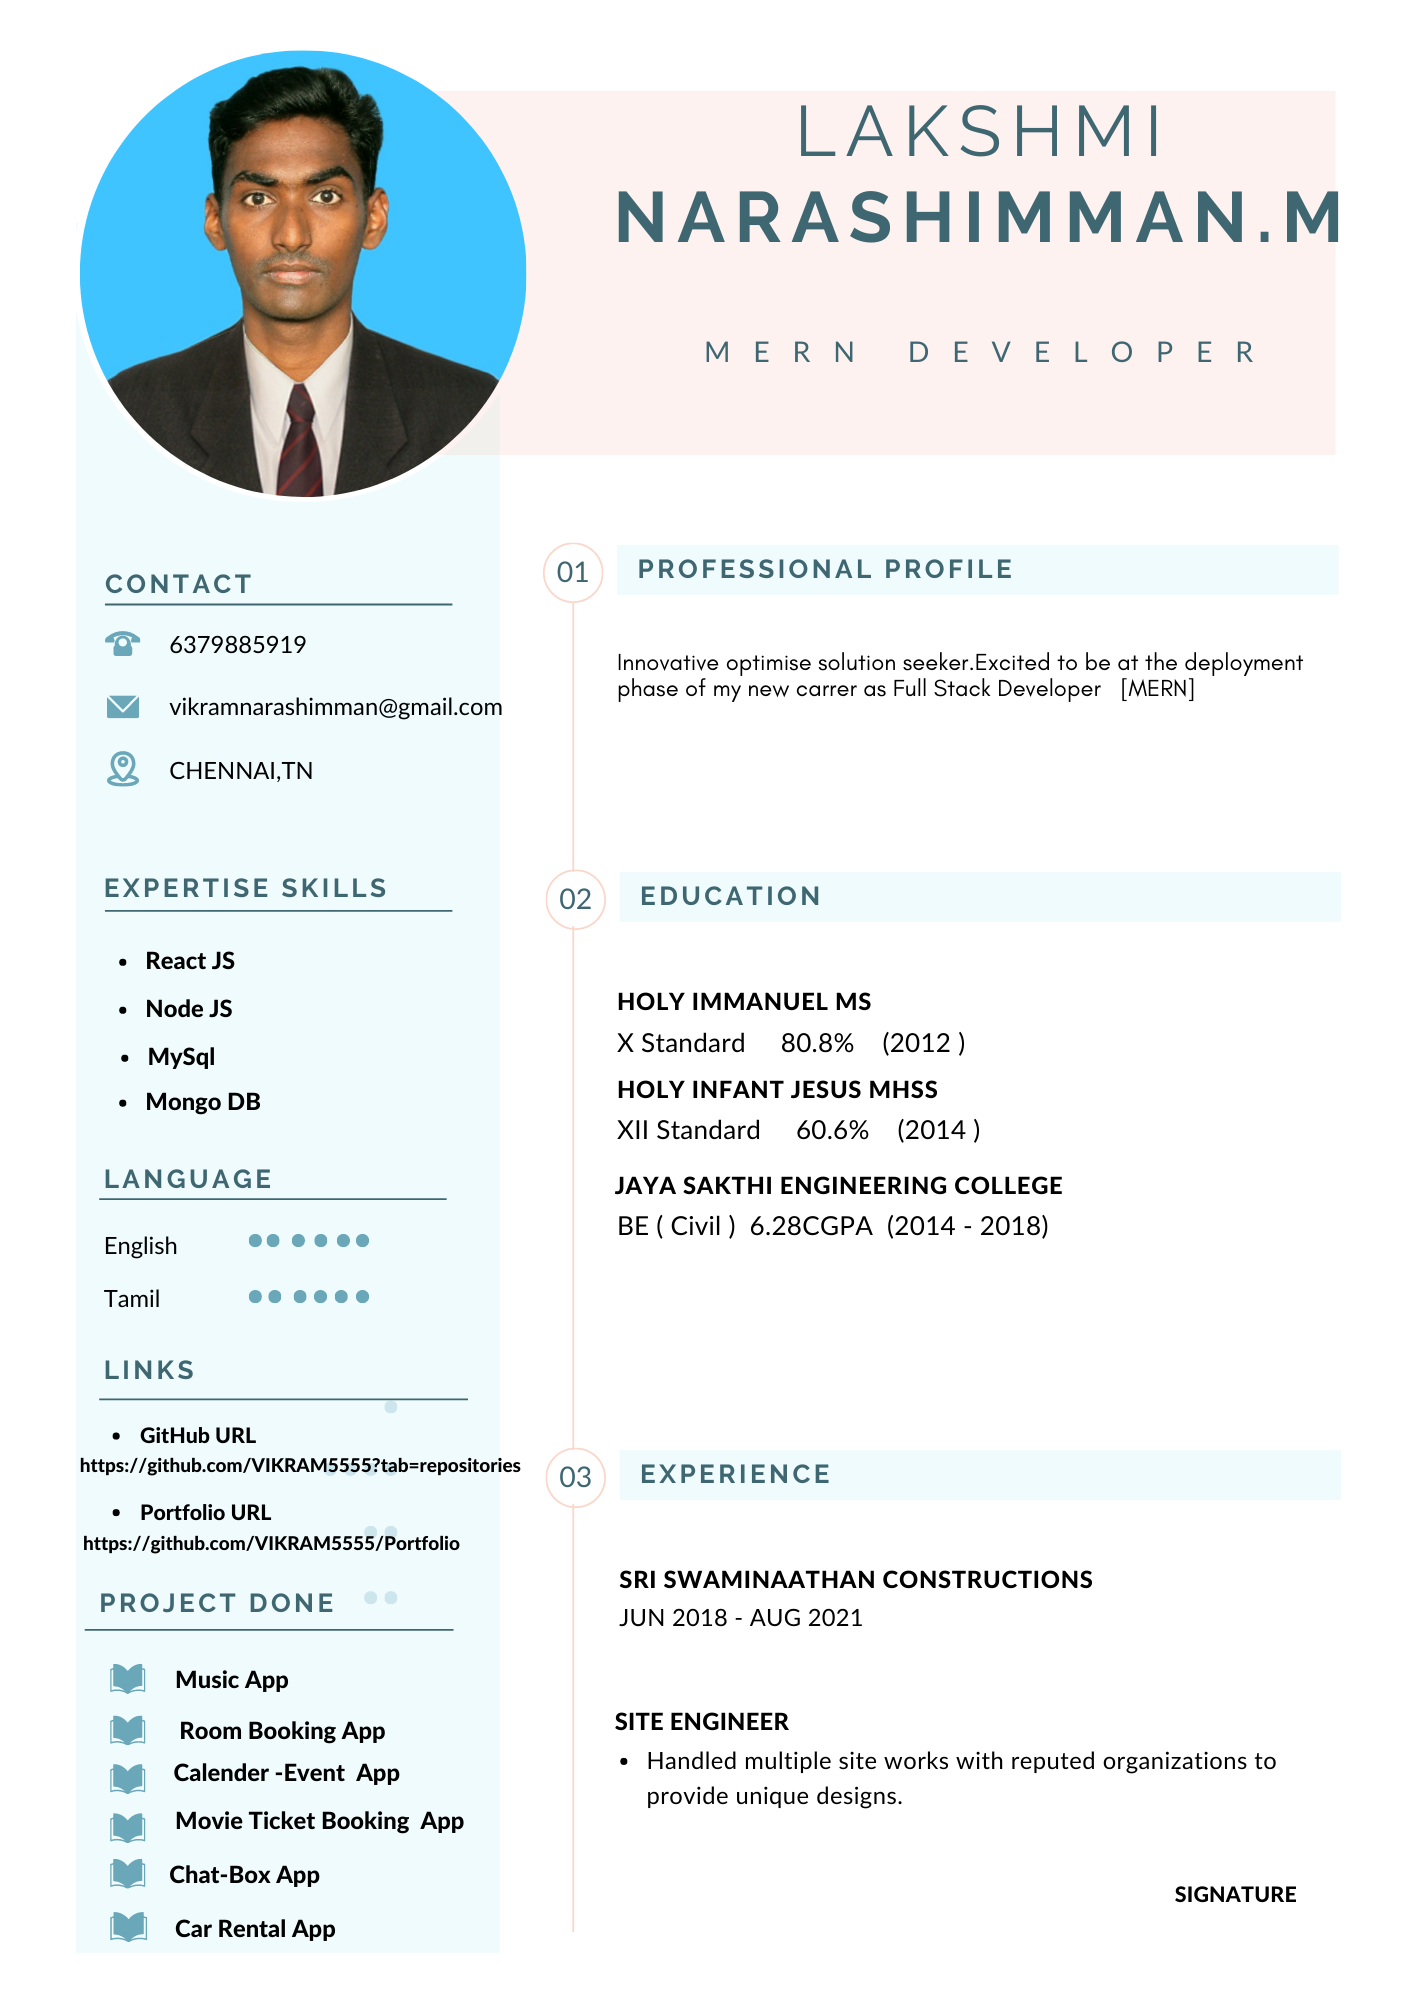 LAKSHMI
NARASHIMMAN.M
MERN DEVELOPER
CONTACT
6379885919
vikramnarashimman@gmail.com
CHENNAI,TN
EXPERTISE SKILLS
• React JS
• Node JS
• MySql
• Mongo DB
LANGUAGE
English
Tamil
LINKS
• GitHub URL
https://github.com/VIKRAM5555?tab=repositories
• Portfolio URL
https://github.com/VIKRAM5555/Portfolio
PROJECT DONE
Music App
Room Booking App
Calender -Event App
Movie Ticket Booking App
Chat-Box App
Car Rental App
01 PROFESSIONAL PROFILE
Innovative optimise solution seeker.Excited to be at the deployment
phase of my new carrer as Full Stack Developer [MERN]
02 EDUCATION
HOLY IMMANUEL MS
X Standard 80.8% (2012 )
HOLY INFANT JESUS MHSS
XII Standard 60.6% (2014 )
JAYA SAKTHI ENGINEERING COLLEGE
BE ( Civil ) 6.28CGPA (2014 - 2018)
03 EXPERIENCE
SRI SWAMINAATHAN CONSTRUCTIONS
JUN 2018 - AUG 2021
SITE ENGINEER
• Handled multiple site works with reputed organizations to
provide unique designs.
SIGNATURE